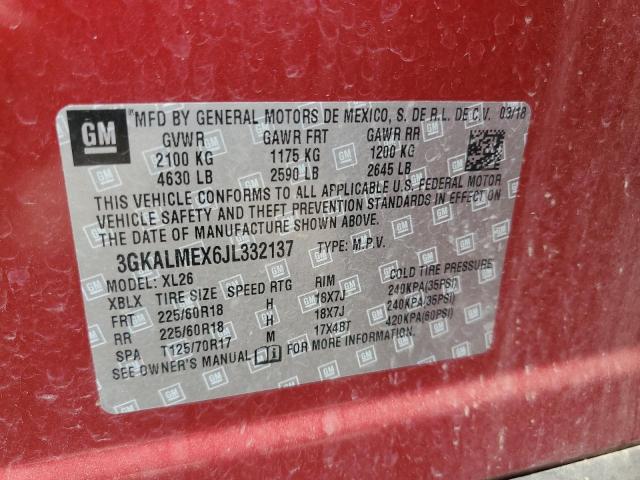 GM "MFD BY GENERAL MOTORS DE MEXICO, S. DE R.L. DE C.V. 03/18
GVWR GAWR FRT GAWR RR
2100 KG 1175 KG 1200 KG
4630 LB 2590 LB 2645 LB
THIS VEHICLE CONFORMS TO ALL APPLICABLE U.S. FEDERAL MOTOR
VEHICLE SAFETY AND THEFT PREVENTION STANDARDS IN EFFECT ON
THE DATE OF MANUFACTURE SHOWN ABOVE.
3GKALMEX6JL332137 TYPE: M.P.V.
MODEL: XL26
XBLX TIRE SIZE SPEED RTG RIM COLD TIRE PRESSURE
FRT 225/60R18 H 18X7J 240KPA(35PSI)
RR 225/60R18 H 18X7J 240KPA(35PSI)
SPA T125/70R17 M 17X4BT 420KPA(60PSI)
SEE OWNER'S MANUAL